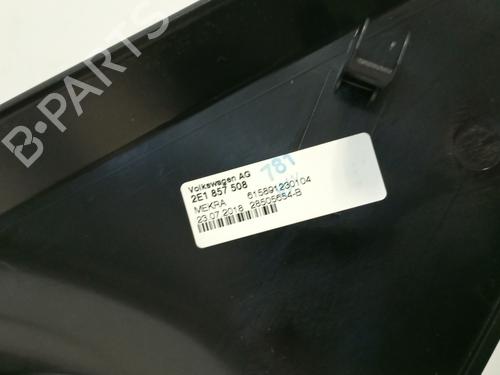 B-PARTS
Volkswagen AG
2E1 857 508
781
MEKRA 615891230104
23.07.2018 28505654-B